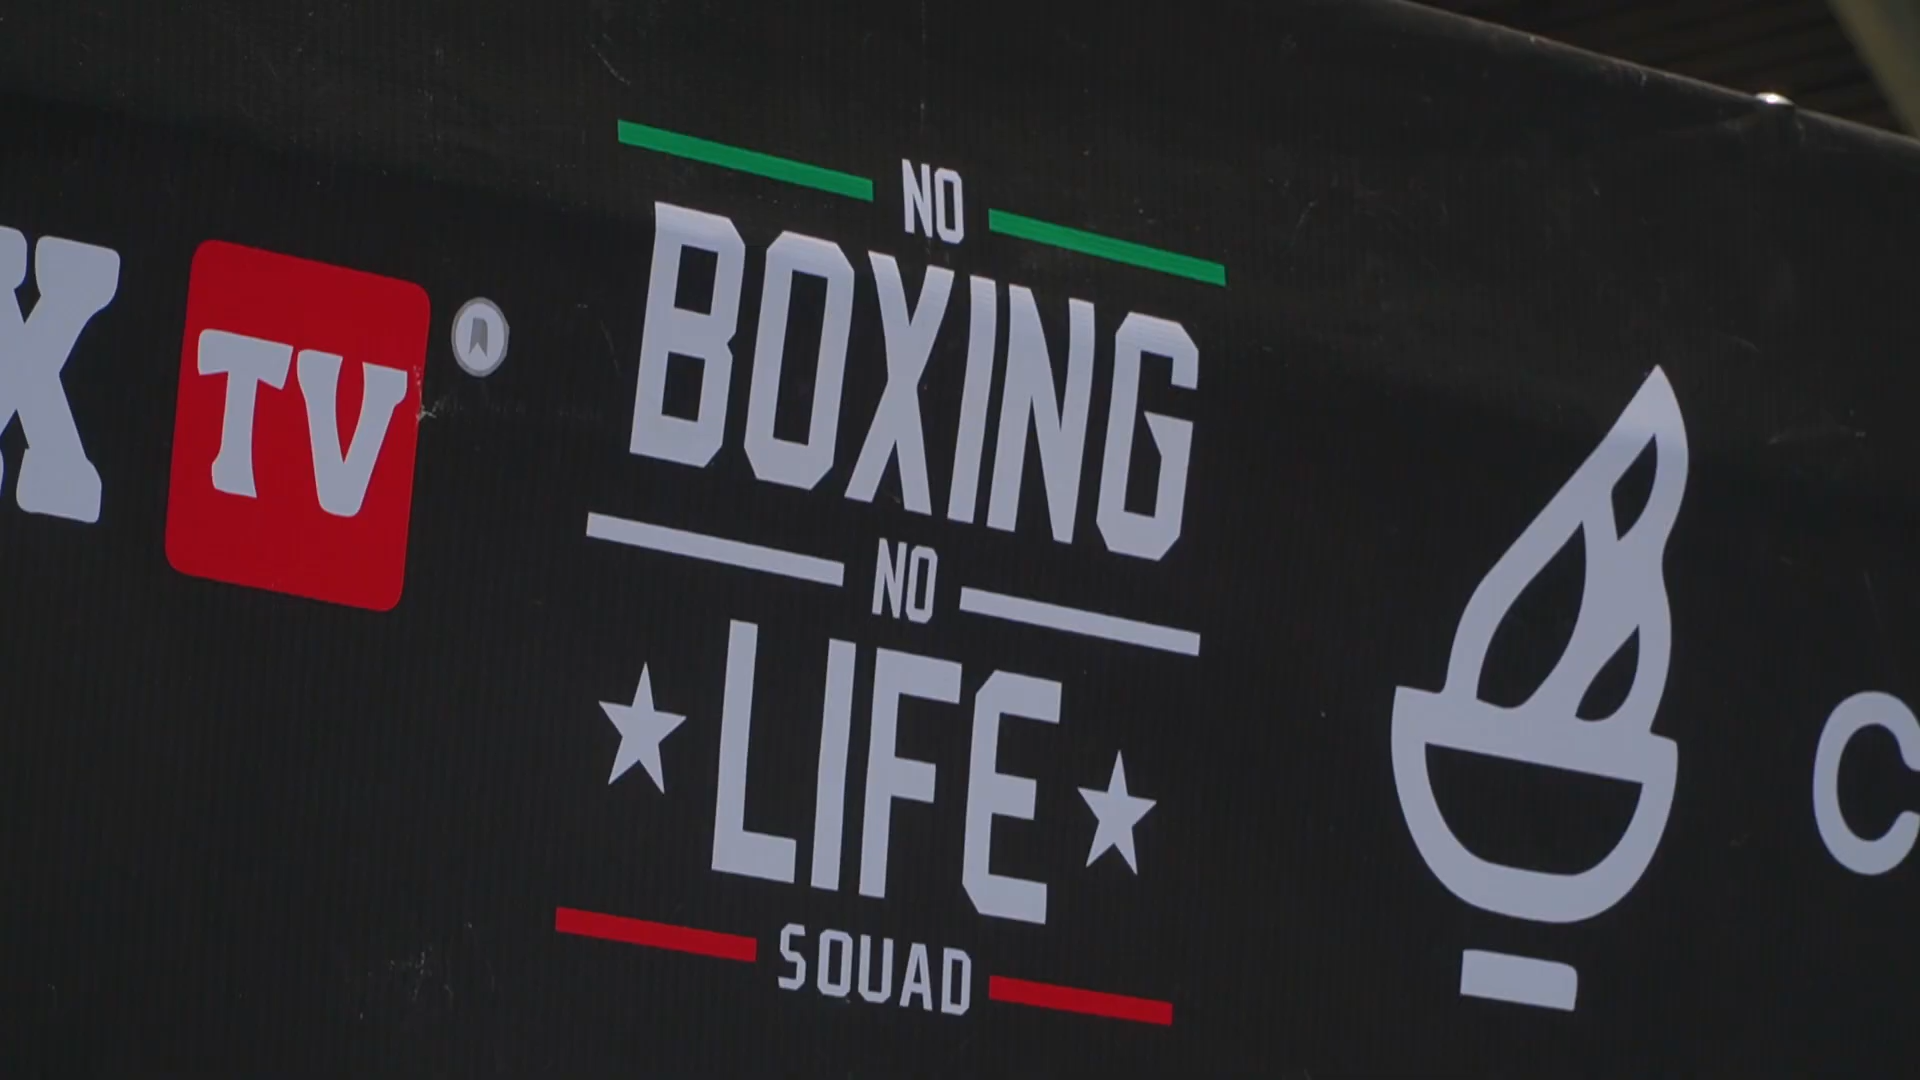 X TV
NO
BOXING
NO
LIFE
SQUAD
C